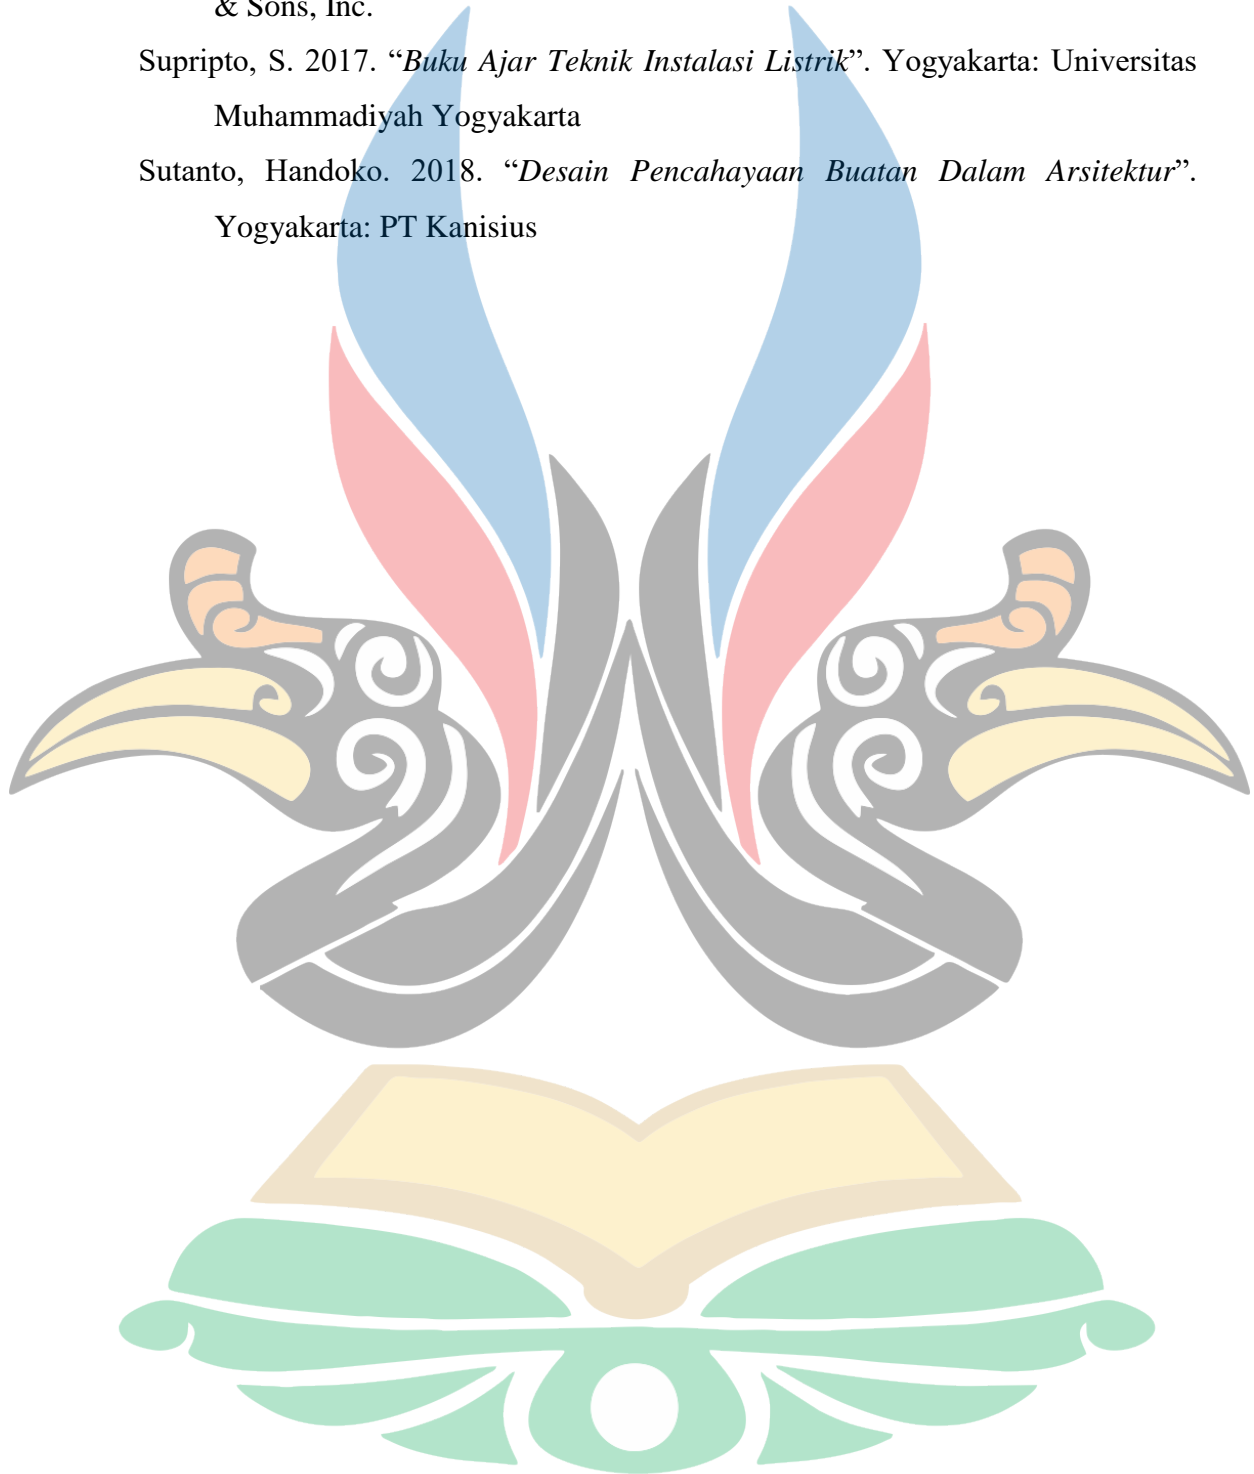 & Sons, Inc.
Supripto, S. 2017. “Buku Ajar Teknik Instalasi Listrik”. Yogyakarta: Universitas
Muhammadiyah Yogyakarta
Sutanto, Handoko. 2018. “Desain Pencahayaan Buatan Dalam Arsitektur”.
Yogyakarta: PT Kanisius